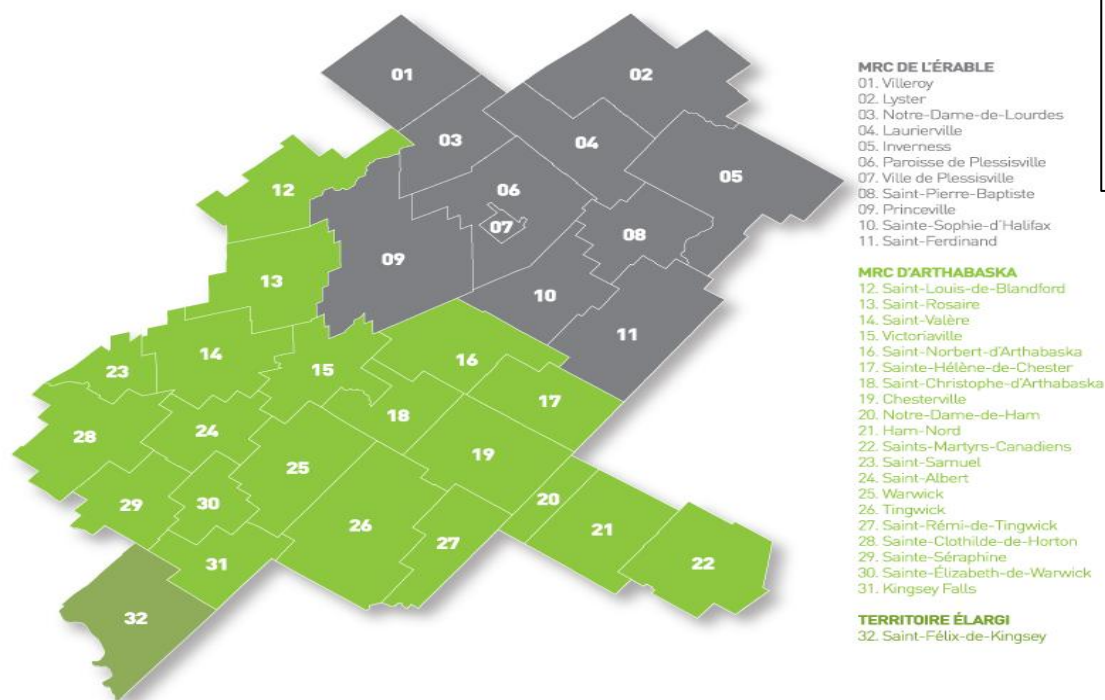 01
02
03
04
05
06
07
08
09
10
11
12
13
14
15
16
17
18
19
20
21
22
23
24
25
26
27
28
29
30
31
32
MRC DE L'ÉRABLE
01. Villeroy
02. Lyster
03. Notre-Dame-de-Lourdes
04. Laurierville
05. Inverness
06. Paroisse de Plessisville
07. Ville de Plessisville
08. Saint-Pierre-Baptiste
09. Princeville
10. Sainte-Sophie-d'Halifax
11. Saint-Ferdinand
MRC D'ARTHABASKA
12. Saint-Louis-de-Blandford
13. Saint-Rosaire
14. Saint-Valère
15. Victoriaville
16. Saint-Norbert-d'Arthabaska
17. Sainte-Hélène-de-Chester
18. Saint-Christophe-d'Arthabaska
19. Chesterville
20. Notre-Dame-de-Ham
21. Ham-Nord
22. Saints-Martyrs-Canadiens
23. Saint-Samuel
24. Saint-Albert
25. Warwick
26. Tingwick
27. Saint-Rémi-de-Tingwick
28. Sainte-Clothilde-de-Horton
29. Sainte-Séraphine
30. Sainte-Élizabeth-de-Warwick
31. Kingsey Falls
TERRITOIRE ÉLARGI
32. Saint-Félix-de-Kingsey